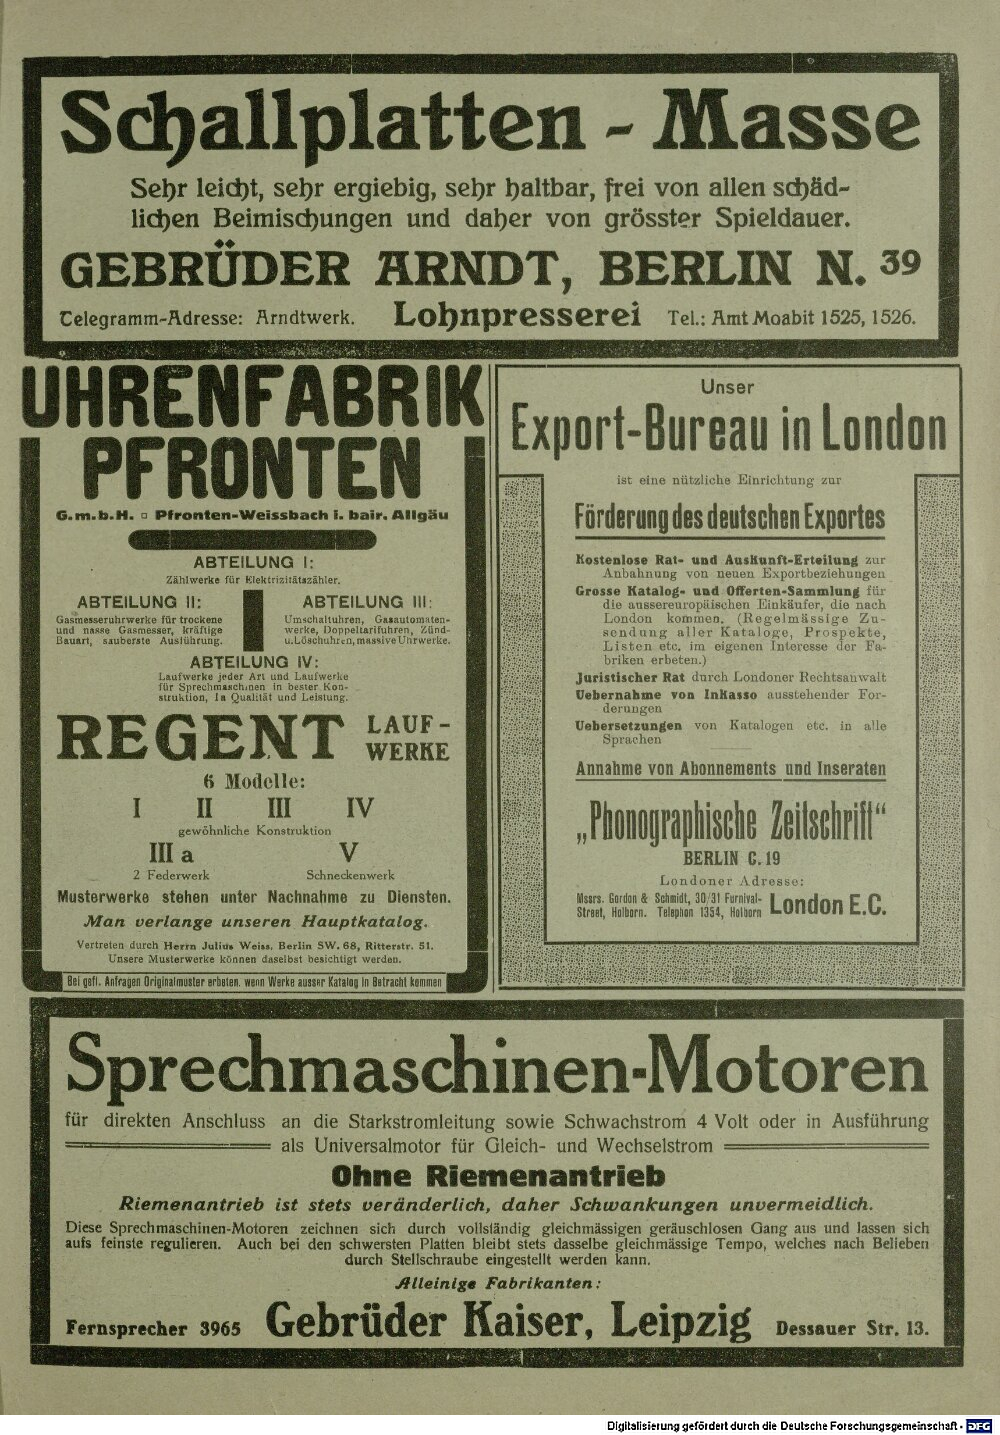 Schallplatten - Masse
Sehr leicht, sehr ergiebig, sehr haltbar, frei von allen schäd-
lichen Beimischungen und daher von grösster Spieldauer.
GEBRÜDER ARNDT, BERLIN N. 39
Telegramm-Adresse: Arndtwerk. Lohnpresserei Tel.: Amt Moabit 1525, 1526.
UHRENFABRIK
PFRONTEN
G.m.b.H. ▫ Pfronten-Weissbach i. bair. Allgäu
ABTEILUNG I:
Zählwerke für Elektrizitätszähler.
ABTEILUNG II:
Gasmesseruhrwerke für trockene
und nasse Gasmesser, kräftige
Bauart, sauberste Ausführung.
ABTEILUNG III:
Umschaltuhren, Gasautomaten-
werke, Doppeltarifuhren, Zünd-
u. Löschuhren, massive Uhrwerke.
ABTEILUNG IV:
Laufwerke jeder Art und Laufwerke
für Sprechmaschinen in bester Kon-
struktion, Ia Qualität und Leistung.
REGENT LAUF-
WERKE
6 Modelle:
I II III IV
gewöhnliche Konstruktion
III a V
2 Federwerk Schneckenwerk
Musterwerke stehen unter Nachnahme zu Diensten.
Man verlange unseren Hauptkatalog.
Vertreten durch Herrn Julius Weiss, Berlin SW. 68, Ritterstr. 51.
Unsere Musterwerke können daselbst besichtigt werden.
Bei gefl. Anfragen Originalmuster erbeten, wenn Werke ausser Katalog in Betracht kommen
Unser
Export-Bureau in London
ist eine nützliche Einrichtung zur
Förderung des deutschen Exportes
Kostenlose Rat- und Auskunft-Erteilung zur
Anbahnung von neuen Exportbeziehungen
Grosse Katalog- und Offerten-Sammlung für
die aussereuropäischen Einkäufer, die nach
London kommen. (Regelmässige Zu-
sendung aller Kataloge, Prospekte,
Listen etc. im eigenen Interesse der Fa-
briken erbeten.)
Juristischer Rat durch Londoner Rechtsanwalt
Uebernahme von Inkasso ausstehender For-
derungen
Uebersetzungen von Katalogen etc. in alle
Sprachen
Annahme von Abonnements und Inseraten
„Phonographische Zeitschrift“
BERLIN C. 19
Londoner Adresse:
Msers. Gordon & Schmidt, 30/31 Furnival-
Street, Holborn. Telephon 1354, Holborn London E.C.
Sprechmaschinen-Motoren
für direkten Anschluss an die Starkstromleitung sowie Schwachstrom 4 Volt oder in Ausführung
als Universalmotor für Gleich- und Wechselstrom
Ohne Riemenantrieb
Riemenantrieb ist stets veränderlich, daher Schwankungen unvermeidlich.
Diese Sprechmaschinen-Motoren zeichnen sich durch vollständig gleichmässigen geräuschlosen Gang aus und lassen sich
aufs feinste regulieren. Auch bei den schwersten Platten bleibt stets dasselbe gleichmässige Tempo, welches nach Belieben
durch Stellschraube eingestellt werden kann.
Alleinige Fabrikanten:
Fernsprecher 3965 Gebrüder Kaiser, Leipzig Dessauer Str. 13.
Digitalisierung gefördert durch die Deutsche Forschungsgemeinschaft - DFG